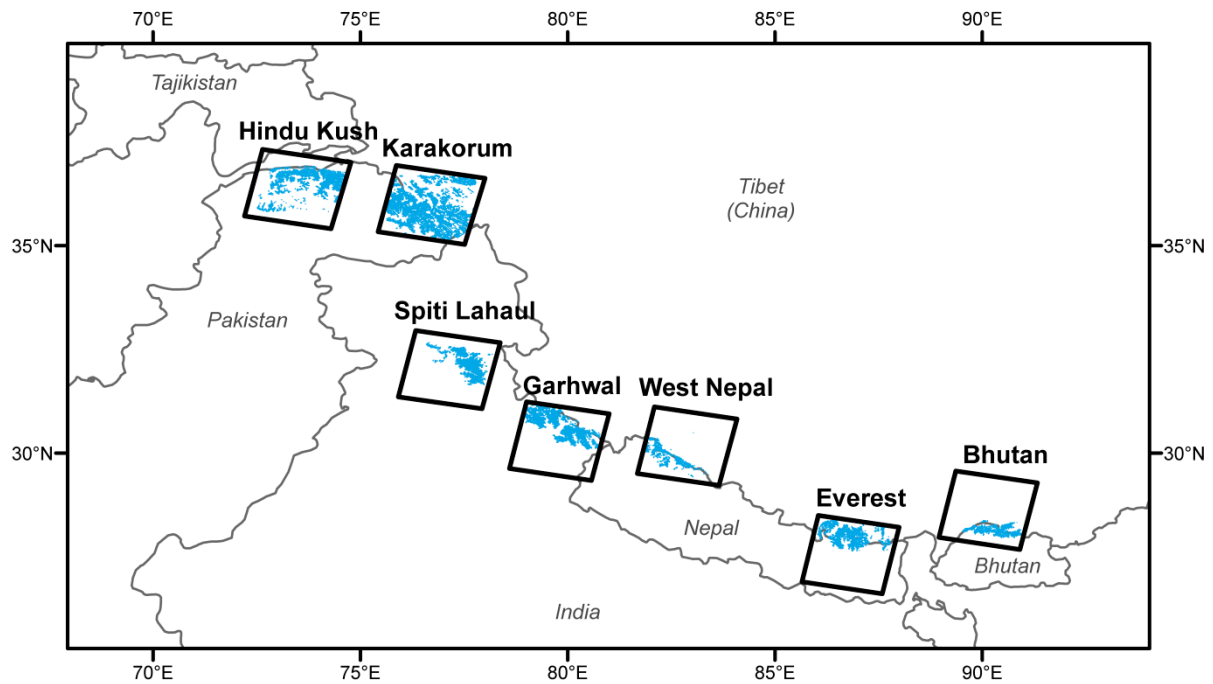 70°E 75°E 80°E 85°E 90°E
Tajikistan
Hindu Kush
Karakorum
Tibet
(China)
35°N 35°N
Spiti Lahaul
Pakistan
Garhwal West Nepal
30°N 30°N
Bhutan
Everest
Nepal
Bhutan
India
70°E 75°E 80°E 85°E 90°E